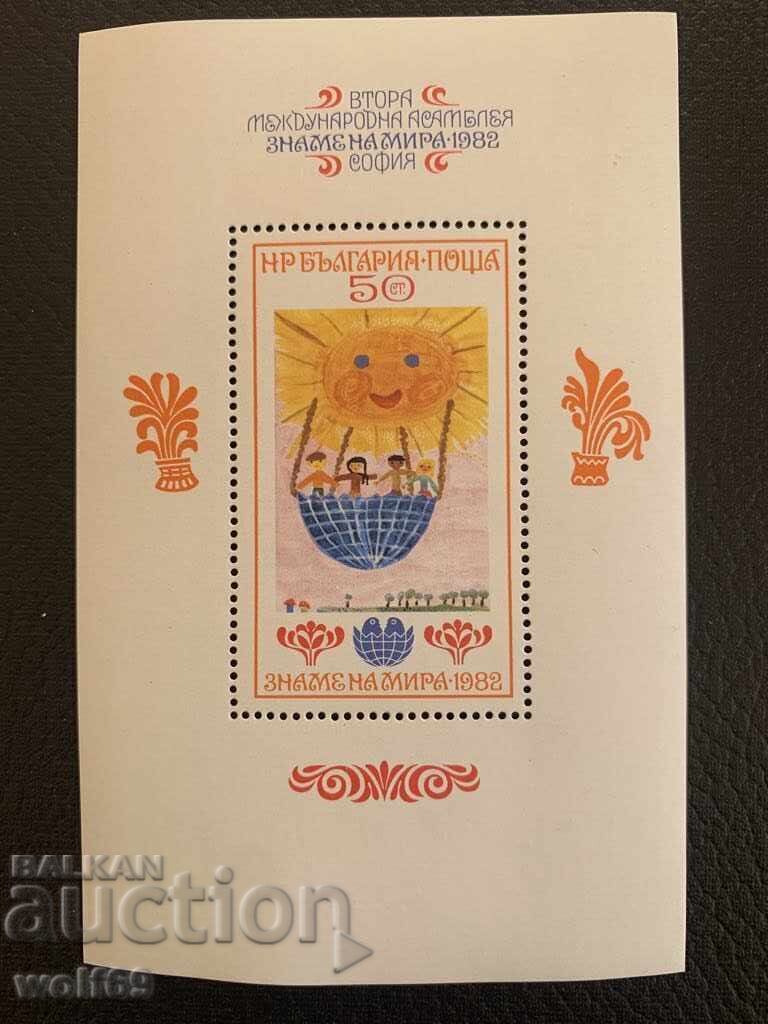 ВТОРА
МЕЖДУНАРОДНА АСАМБЛЕЯ
ЗНАМЕ НА МИРА·1982
СОФИЯ
НР БЪЛГАРИЯ·ПОЩА
50 СТ.
ЗНАМЕ НА МИРА·1982
BALKAN
auction
wolf69